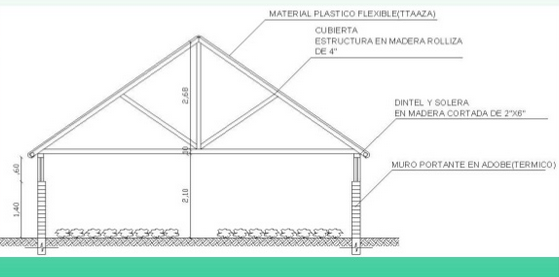 MATERIAL PLASTICO FLEXIBLE(TTAAZA)
CUBIERTA
ESTRUCTURA EN MADERA ROLLIZA
DE 4"
DINTEL Y SOLERA
EN MADERA CORTADA DE 2"X6"
MURO PORTANTE EN ADOBE(TERMICO)
2,68
,20
2,10
,60
1,40